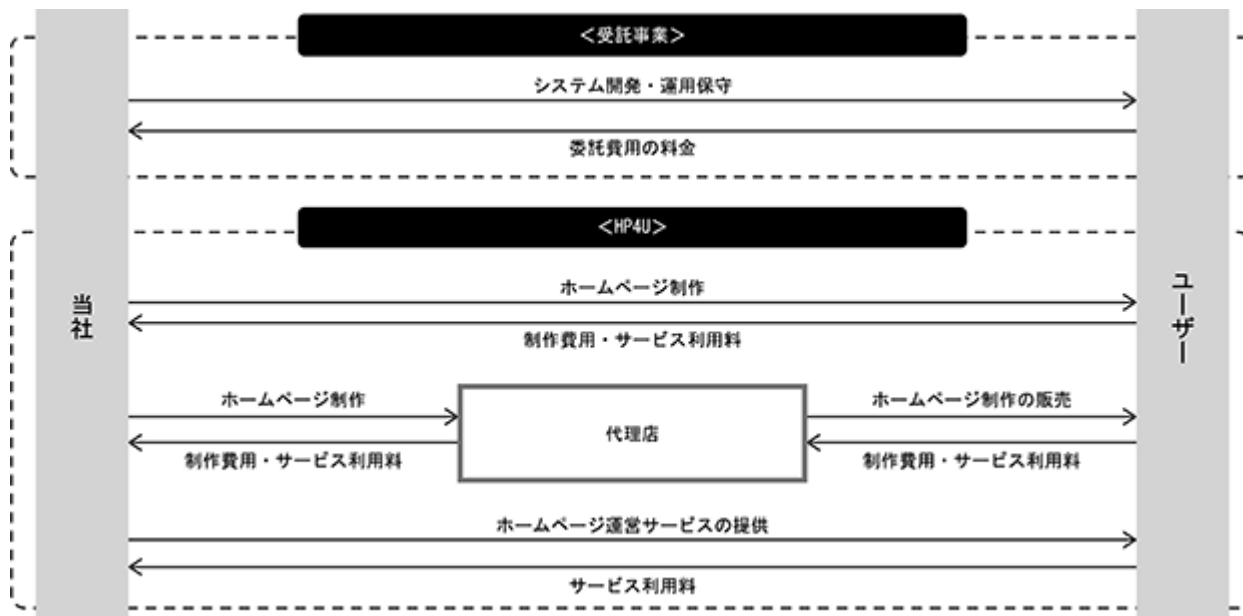 ＜受託事業＞
システム開発・運用保守
委託費用の料金
＜HP4U＞
当社
ユーザー
ホームページ制作
制作費用・サービス利用料
ホームページ制作
ホームページ制作の販売
代理店
制作費用・サービス利用料
制作費用・サービス利用料
ホームページ運営サービスの提供
サービス利用料